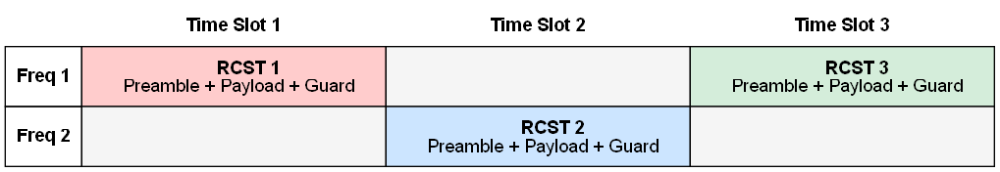 Time Slot 1 Time Slot 2 Time Slot 3
Freq 1
RCST 1
Preamble + Payload + Guard
RCST 3
Preamble + Payload + Guard
Freq 2
RCST 2
Preamble + Payload + Guard